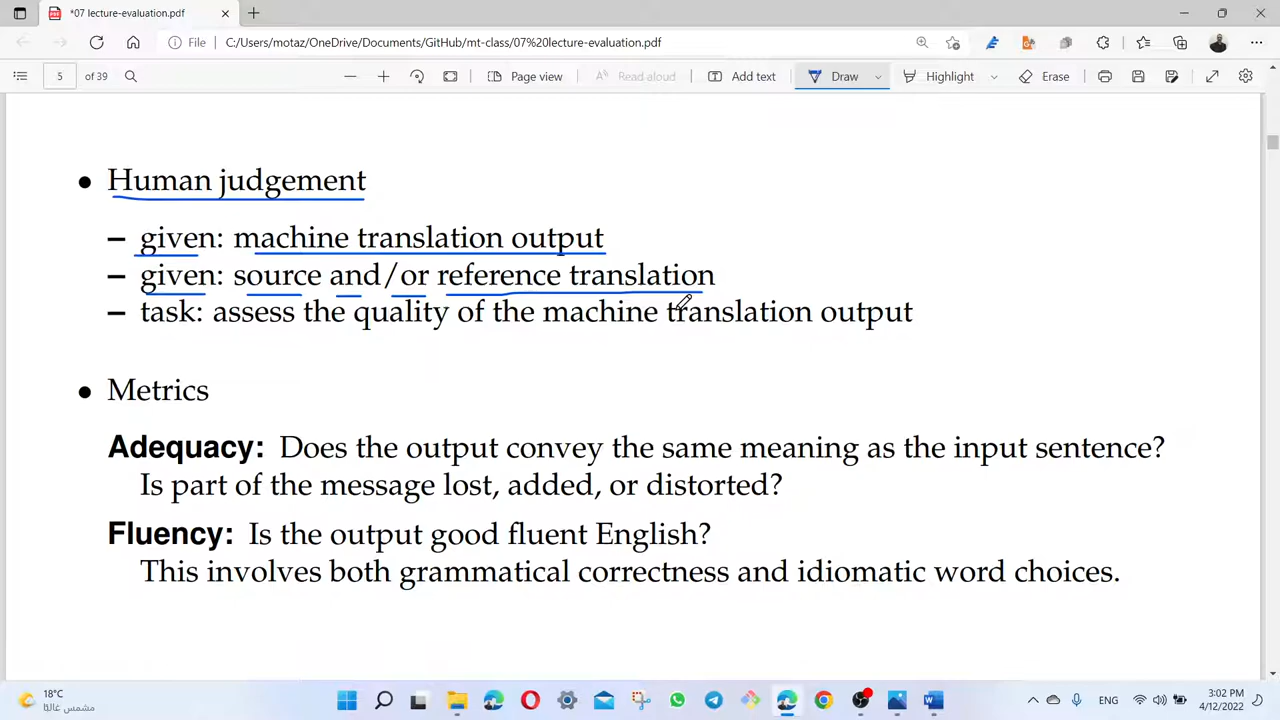 *07 lecture-evaluation.pdf
File
C:/Users/motaz/OneDrive/Documents/GitHub/mt-class/07%20lecture-evaluation.pdf
5 of 39
Page view
Read aloud
Add text
Draw
Highlight
Erase
• Human judgement
– given: machine translation output
– given: source and/or reference translation
– task: assess the quality of the machine translation output
• Metrics
Adequacy: Does the output convey the same meaning as the input sentence?
Is part of the message lost, added, or distorted?
Fluency: Is the output good fluent English?
This involves both grammatical correctness and idiomatic word choices.
18°C
مشمس غالبًا
ENG
3:02 PM
4/12/2022